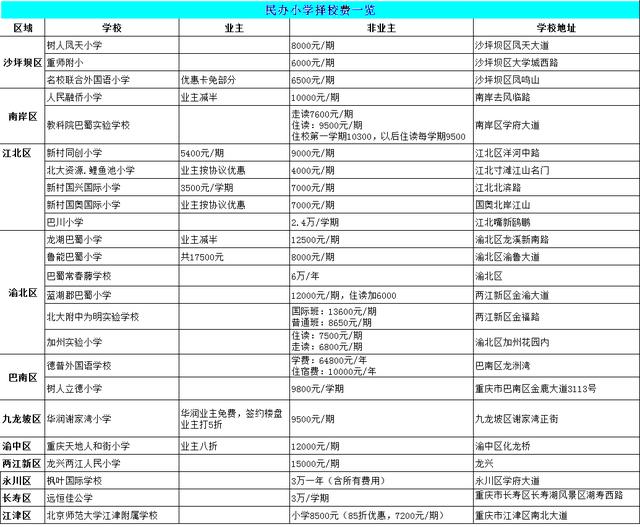 民办小学择校费一览
区域 学校 业主 非业主 学校地址
沙坪坝区 树人凤天小学 8000元/期 沙坪坝区凤天大道
重师附小 6000元/期 沙坪坝区大学城西路
名校联合外国语小学 优惠卡免部分 6500元/期 沙坪坝区凤鸣山
南岸区 人民融侨小学 业主减半 10000元/期 南岸去风临路
教科院巴蜀实验学校 走读7600元/期 南岸区学府大道
住读：9500元/期
住校第一学期10300，以后住读每学期9500
江北区 新村同创小学 5400元/期 9000元/期 江北区洋河中路
北大资源.鲤鱼池小学 业主按协议优惠 4000元/期 江北寸滩江山名门
新村国兴国际小学 3500元/学期 7000元/期 江北北滨路
新村国奥国际小学 业主按协议优惠 7000元/期 国奥北岸江山
巴川小学 2.4万/学期 江北嘴新鸥鹏
渝北区 龙湖巴蜀小学 业主减半 12500元/期 渝北区龙溪新南路
鲁能巴蜀小学 共17500元 8000元/期 渝北区渝鲁大道
巴蜀常春藤学校 6万/年 渝北区
蓝湖郡巴蜀小学 12000元/期，住读加6000 两江新区金渝大道
北大附中为明实验学校 国际班：13600元/期 两江新区金福路
普通班：8650元/期
加州实验小学 住读：7500元/期 渝北区加州花园内
走读：6800元/期
巴南区 德普外国语学校 学费：64800元/年 巴南区龙洲湾
住宿费：10000元/年
树人立德小学 9800元/学期 重庆市巴南区金鹿大道3113号
九龙坡区 华润谢家湾小学 华润业主免费，签约楼盘 9500元/期 九龙坡区谢家湾正街
业主打5折
渝中区 重庆天地人和街小学 业主八折 12000元/期 渝中区化龙桥
两江新区 龙兴两江人民小学 15000元/期 龙兴
永川区 枫叶国际学校 3万一年（含所有费用） 永川区学府大道
长寿区 远恒佳公学 3万/学期 重庆市长寿区长寿湖风景区湖寿西路
江津区 北京师范大学江津附属学校 小学8500元（85折优惠，7200元/期） 重庆市江津区南北大道